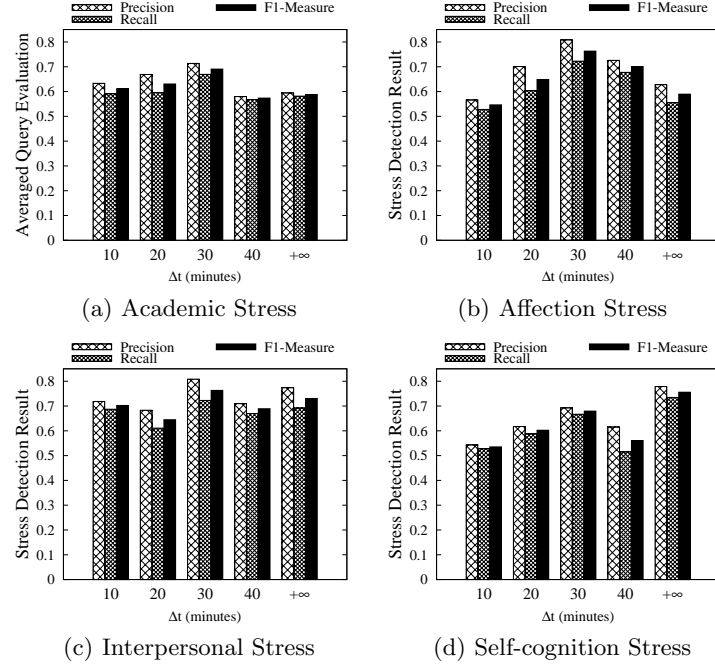 Precision
Recall
F1-Measure
Averaged Query Evaluation
0.8
0.7
0.6
0.5
0.4
0.3
0.2
0.1
0
10 20 30 40 +∞
Δt (minutes)
(a) Academic Stress
Precision
Recall
F1-Measure
Stress Detection Result
0.8
0.7
0.6
0.5
0.4
0.3
0.2
0.1
0
10 20 30 40 +∞
Δt (minutes)
(b) Affection Stress
Precision
Recall
F1-Measure
Stress Detection Result
0.8
0.7
0.6
0.5
0.4
0.3
0.2
0.1
0
10 20 30 40 +∞
Δt (minutes)
(c) Interpersonal Stress
Precision
Recall
F1-Measure
Stress Detection Result
0.8
0.7
0.6
0.5
0.4
0.3
0.2
0.1
0
10 20 30 40 +∞
Δt (minutes)
(d) Self-cognition Stress